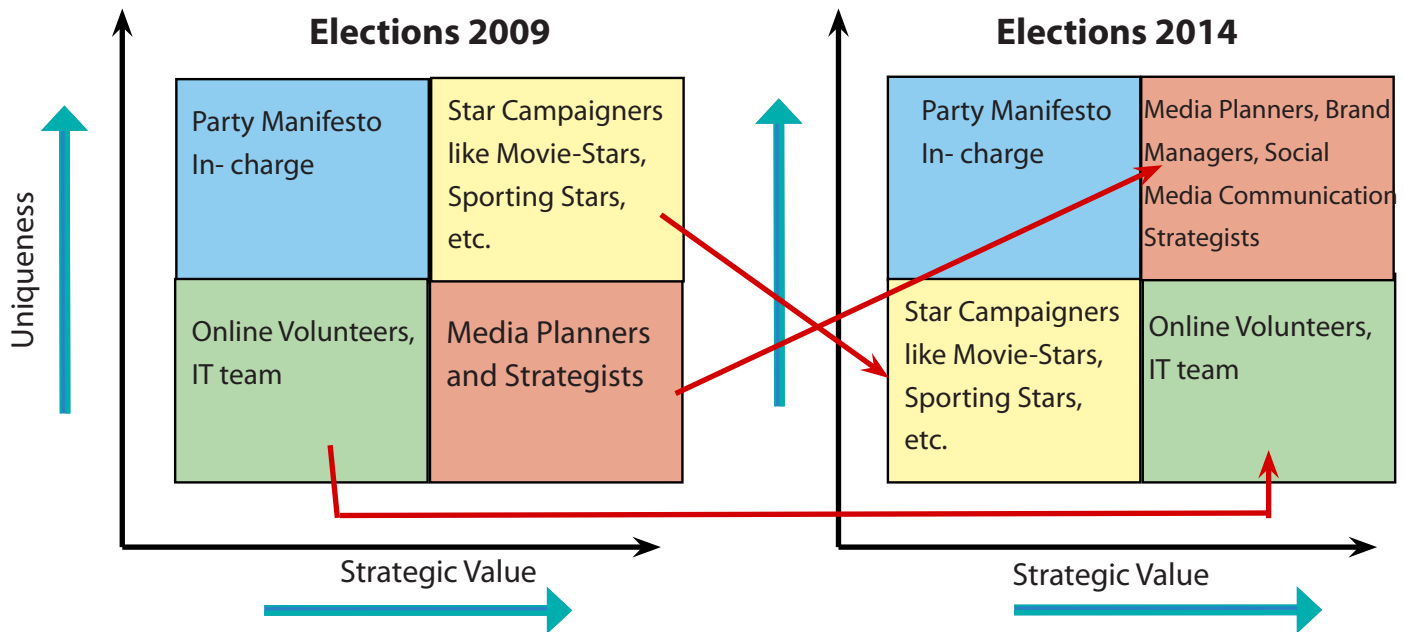 Elections 2009
Uniqueness
Party Manifesto
In- charge
Star Campaigners
like Movie-Stars,
Sporting Stars,
etc.
Online Volunteers,
IT team
Media Planners
and Strategists
Strategic Value
Elections 2014
Party Manifesto
In- charge
Media Planners, Brand
Managers, Social
Media Communication
Strategists
Star Campaigners
like Movie-Stars,
Sporting Stars,
etc.
Online Volunteers,
IT team
Strategic Value